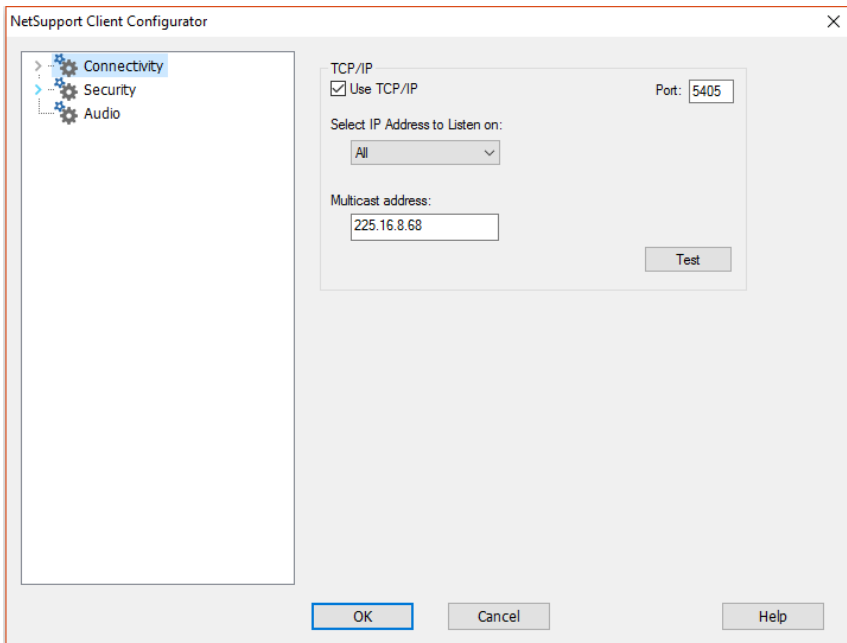 NetSupport Client Configurator
Connectivity
Security
Audio
TCP/IP
Use TCP/IP
Port: 5405
Select IP Address to Listen on:
All
Multicast address:
225.16.8.68
Test
OK
Cancel
Help